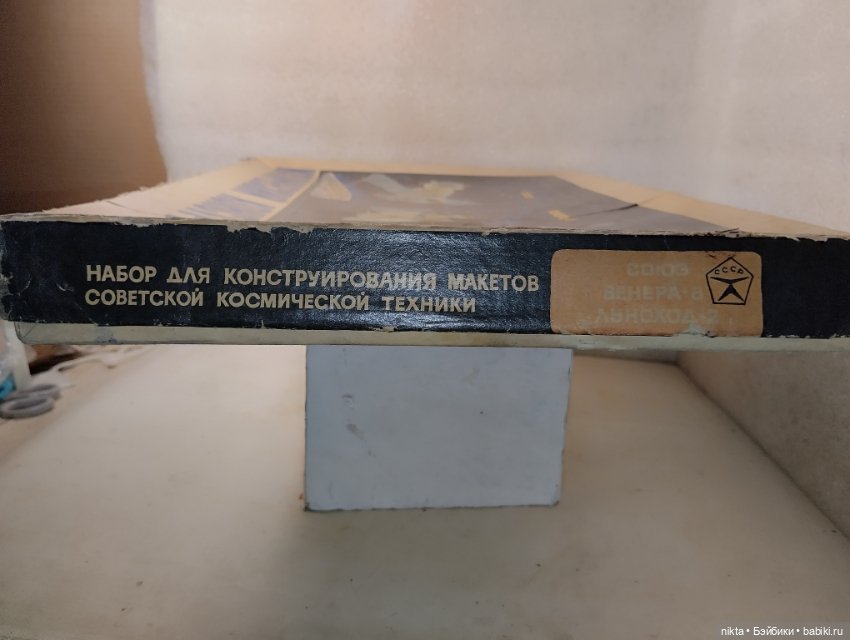 НАБОР ДЛЯ КОНСТРУИРОВАНИЯ МАКЕТОВ
СОВЕТСКОЙ КОСМИЧЕСКОЙ ТЕХНИКИ
СОЮЗ
ВЕНЕРА-8
СССР
nikta • Бэйбики • babiki.ru